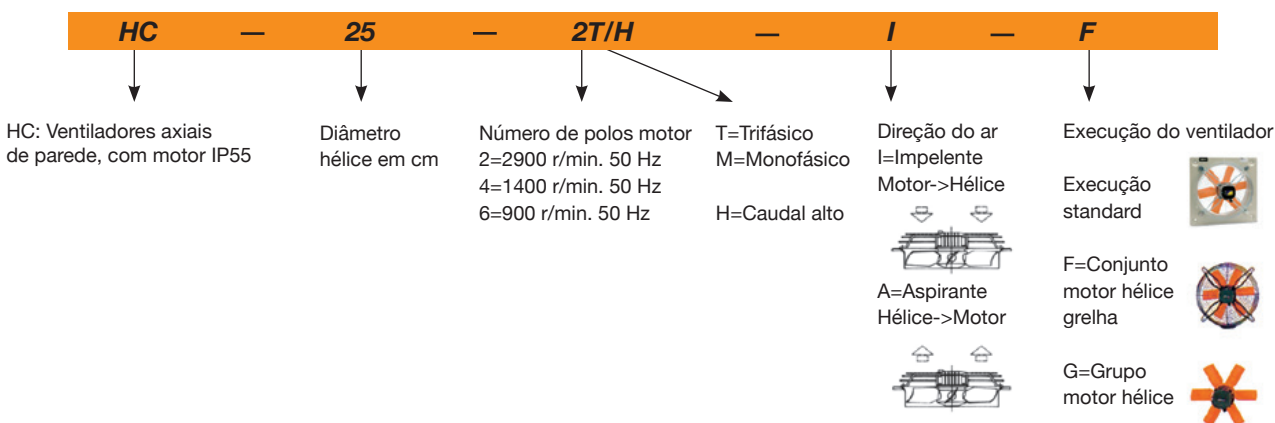 HC — 25 — 2T/H — I — F
HC: Ventiladores axiais
de parede, com motor IP55
Diâmetro
hélice em cm
Número de polos motor
2=2900 r/min. 50 Hz
4=1400 r/min. 50 Hz
6=900 r/min. 50 Hz
T=Trifásico
M=Monofásico
H=Caudal alto
Direção do ar
I=Impelente
Motor->Hélice
A=Aspirante
Hélice->Motor
Execução do ventilador
Execução
standard
F=Conjunto
motor hélice
grelha
G=Grupo
motor hélice